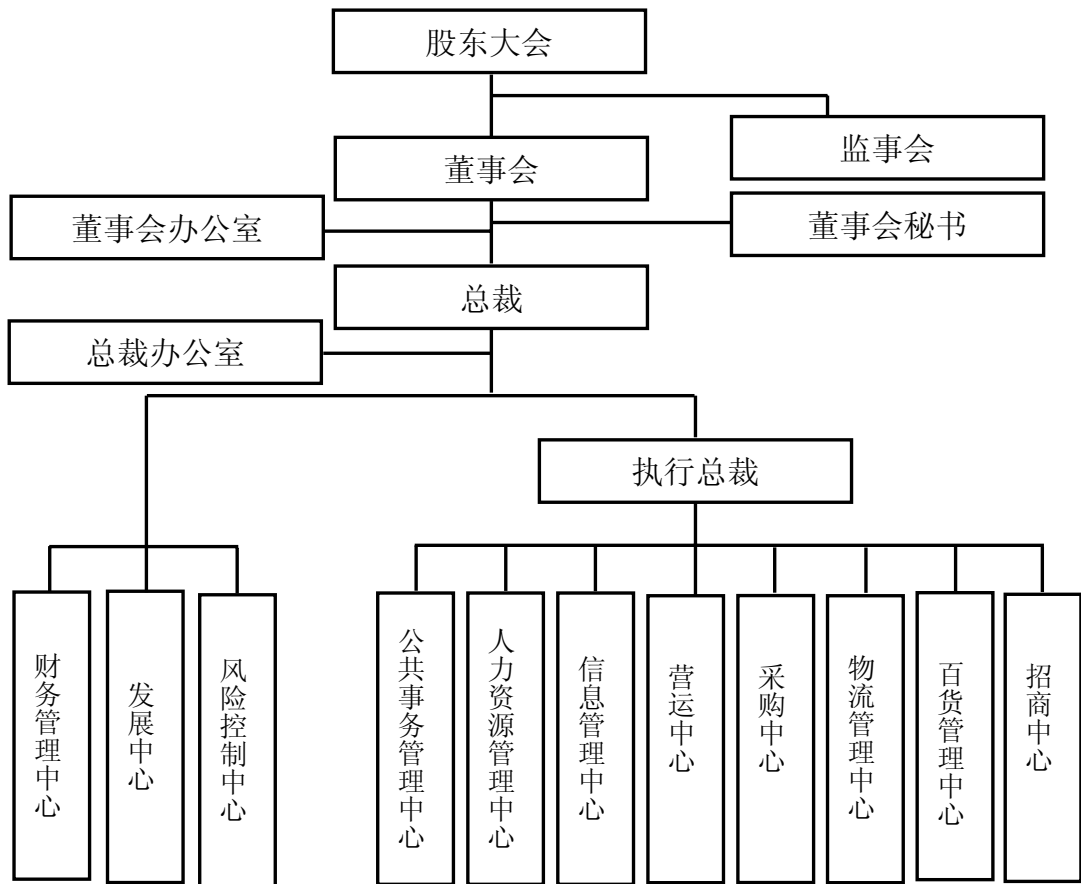 股东大会
监事会
董事会
董事会办公室
董事会秘书
总裁
总裁办公室
执行总裁
财务管理中心
发展中心
风险控制中心
公共事务管理中心
人力资源管理中心
信息管理中心
营运中心
采购中心
物流管理中心
百货管理中心
招商中心